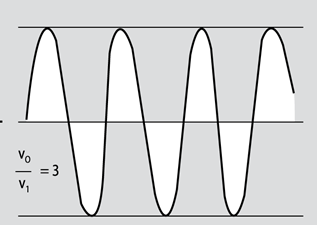 v₀
v₁ = 3